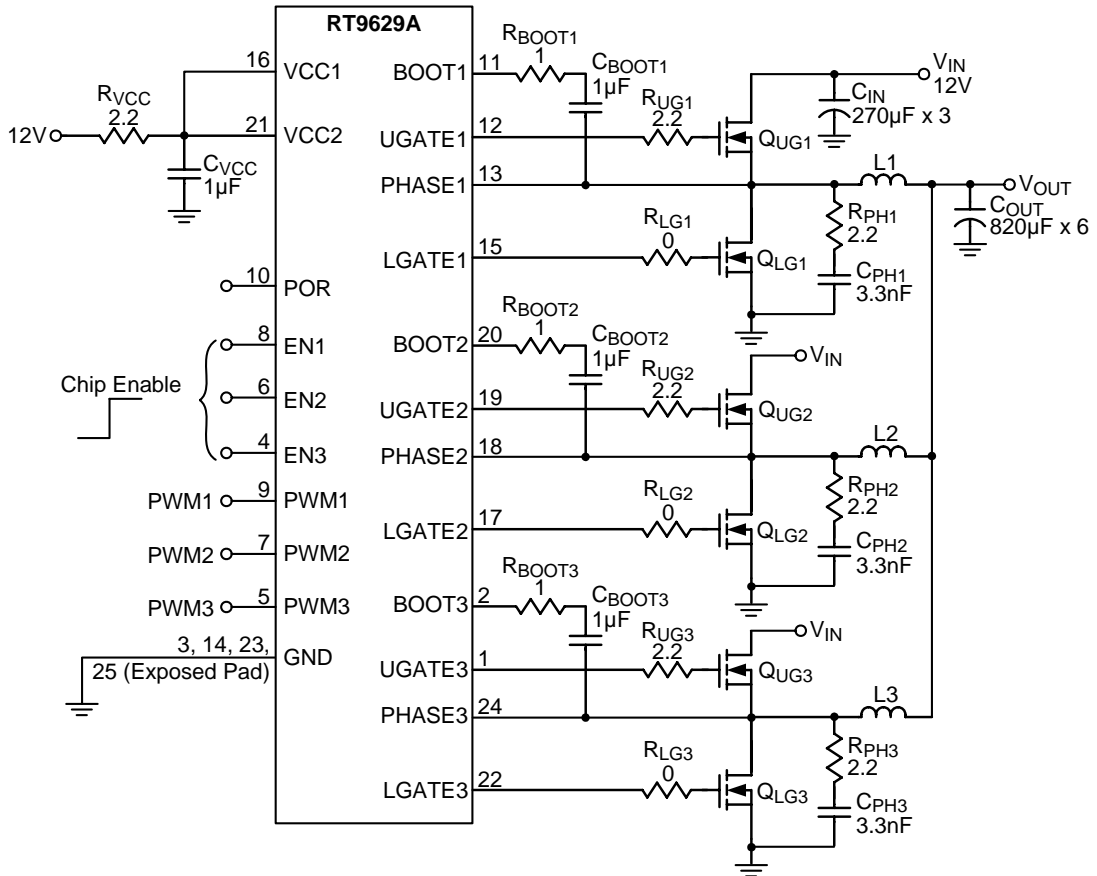 RT9629A
16
VCC1
RVCC
2.2
12V
21
VCC2
CVCC
1μF
10
POR
8
EN1
Chip Enable
6
EN2
4
EN3
PWM1
9
PWM1
PWM2
7
PWM2
PWM3
5
PWM3
3, 14, 23,
25 (Exposed Pad)
GND
BOOT1
11
RBOOT1
1
CBOOT1
1μF
UGATE1
12
RUG1
2.2
QUG1
VIN
12V
CIN
270μF x 3
PHASE1
13
L1
VOUT
COUT
820μF x 6
RPH1
2.2
CPH1
3.3nF
LGATE1
15
RLG1
0
QLG1
BOOT2
20
RBOOT2
1
CBOOT2
1μF
VIN
UGATE2
19
RUG2
2.2
QUG2
PHASE2
18
L2
RPH2
2.2
CPH2
3.3nF
LGATE2
17
RLG2
0
QLG2
BOOT3
2
RBOOT3
1
CBOOT3
1μF
VIN
UGATE3
1
RUG3
2.2
QUG3
PHASE3
24
L3
RPH3
2.2
CPH3
3.3nF
LGATE3
22
RLG3
0
QLG3